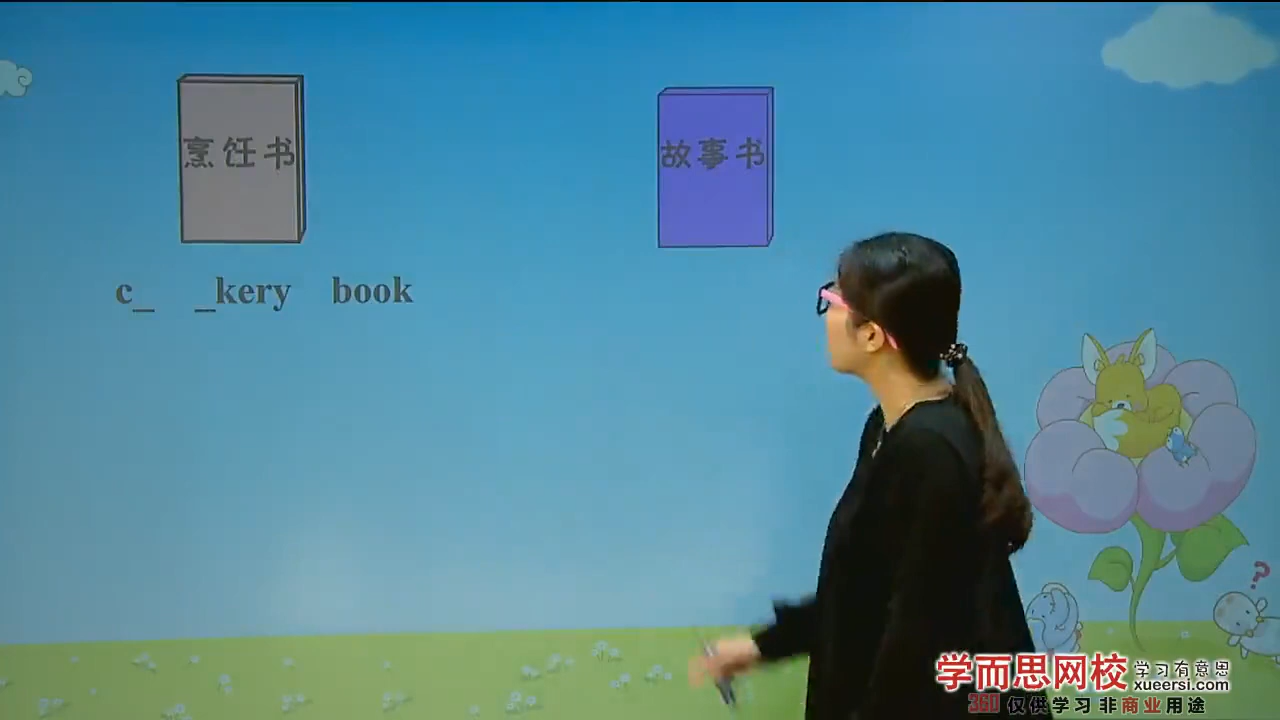 烹饪书
故事书
c_ _kery book
?
学而思网校 学习有意思
xueersi.com
360 仅供学习 非商业用途